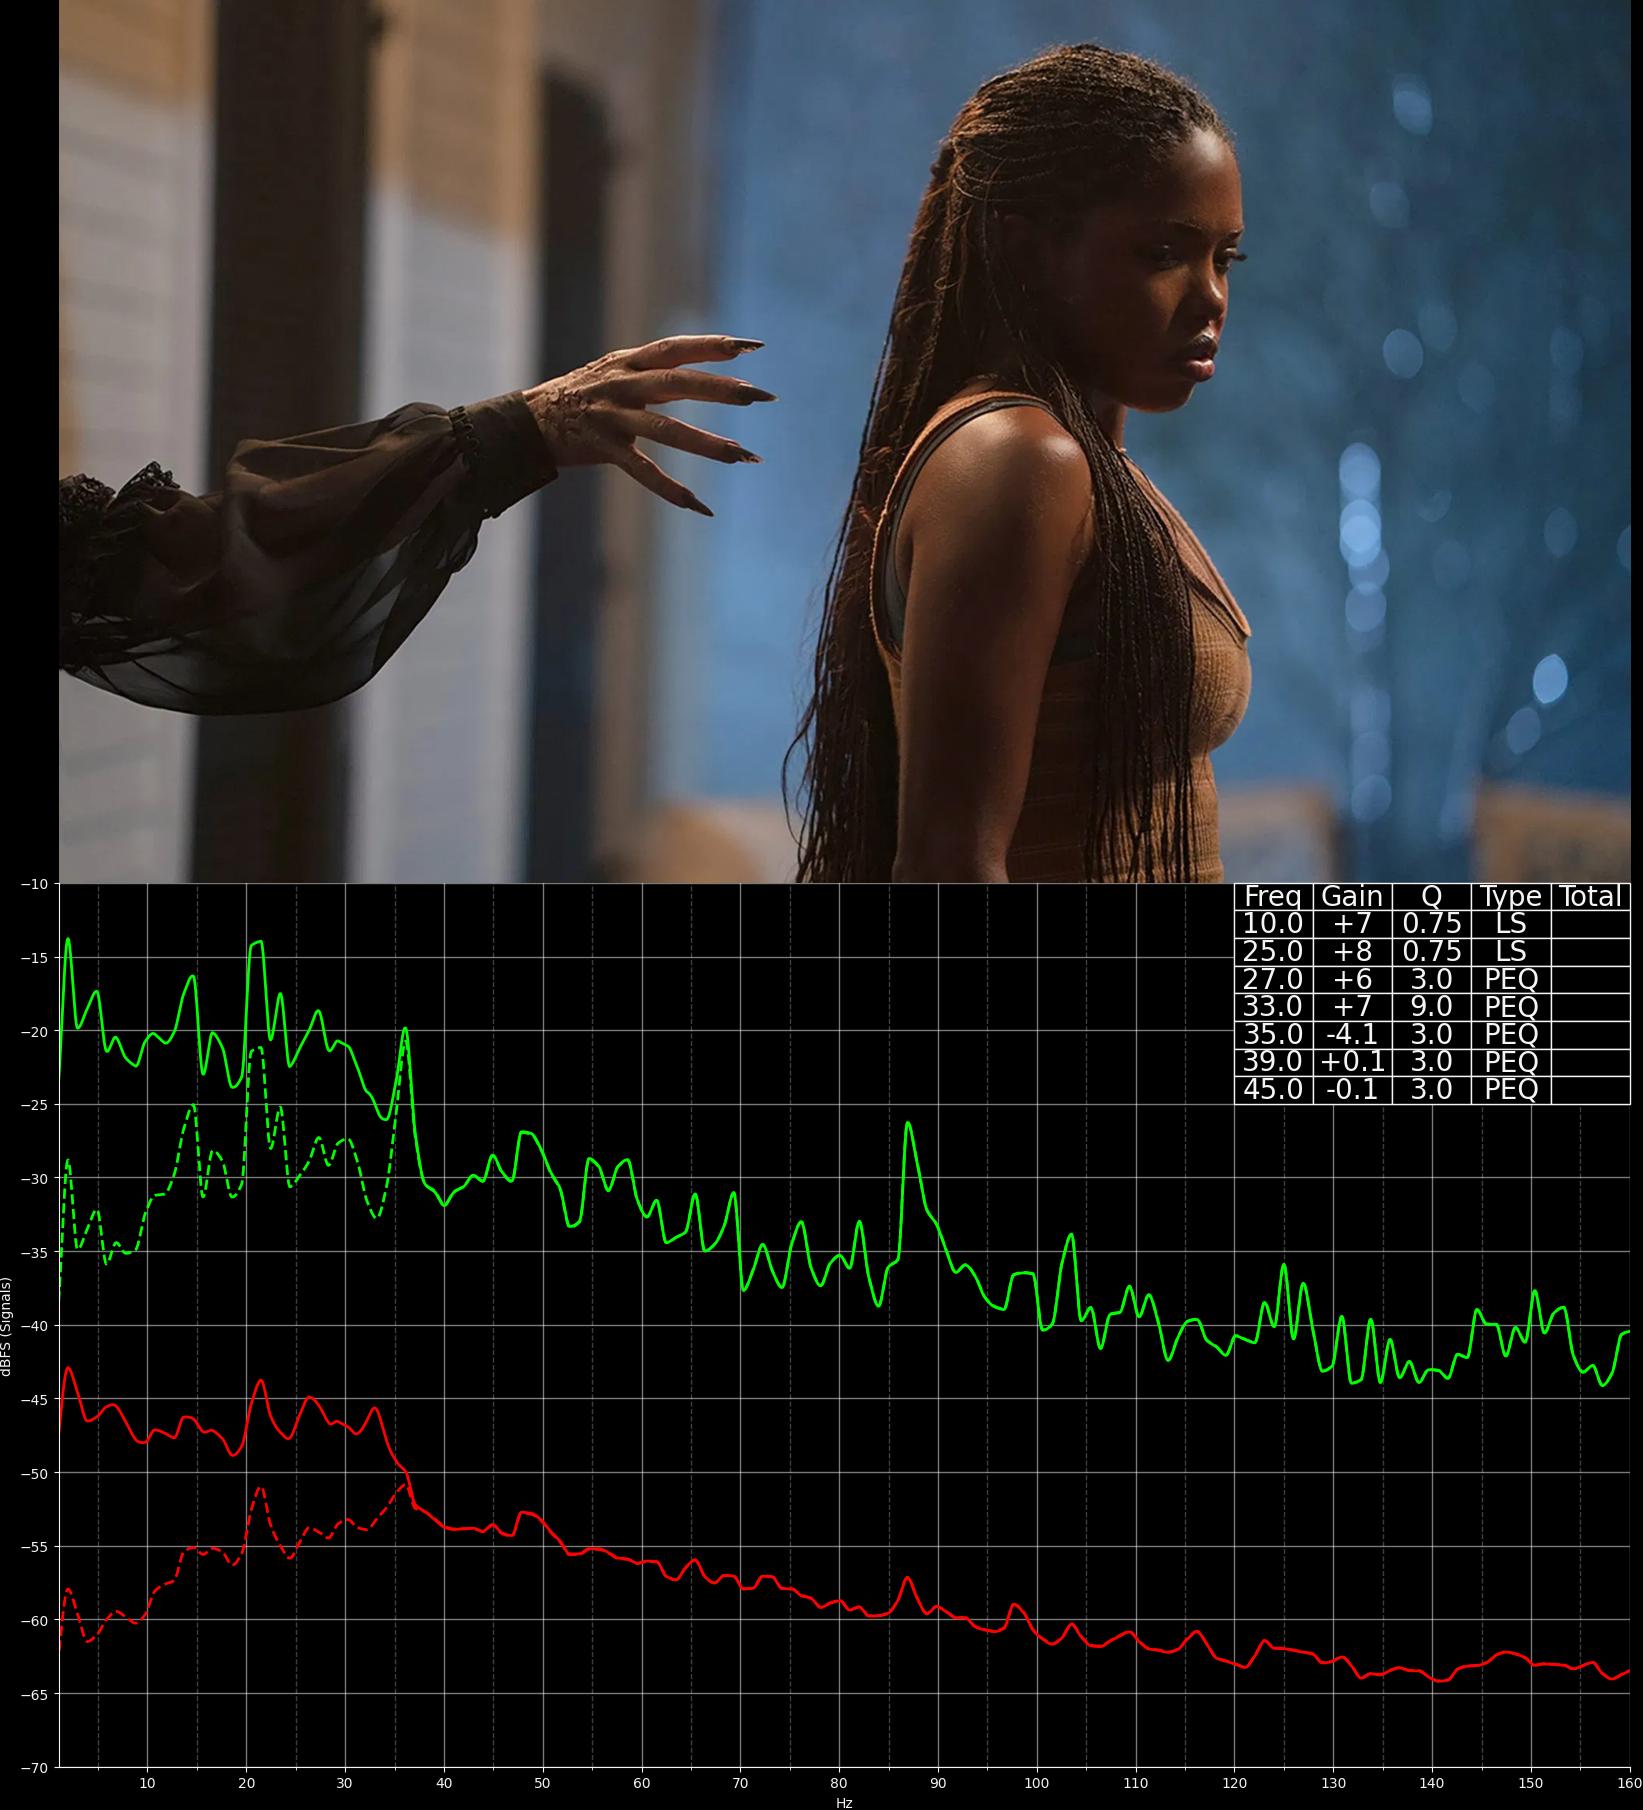 Freq Gain Q Type Total
10.0 +7 0.75 LS
25.0 +8 0.75 LS
27.0 +6 3.0 PEQ
33.0 +7 9.0 PEQ
35.0 -4.1 3.0 PEQ
39.0 +0.1 3.0 PEQ
45.0 -0.1 3.0 PEQ
−10
−15
−20
−25
−30
−35
−40
−45
−50
−55
−60
−65
−70
dBFS (Signals)
10 20 30 40 50 60 70 80 90 100 110 120 130 140 150 160
Hz